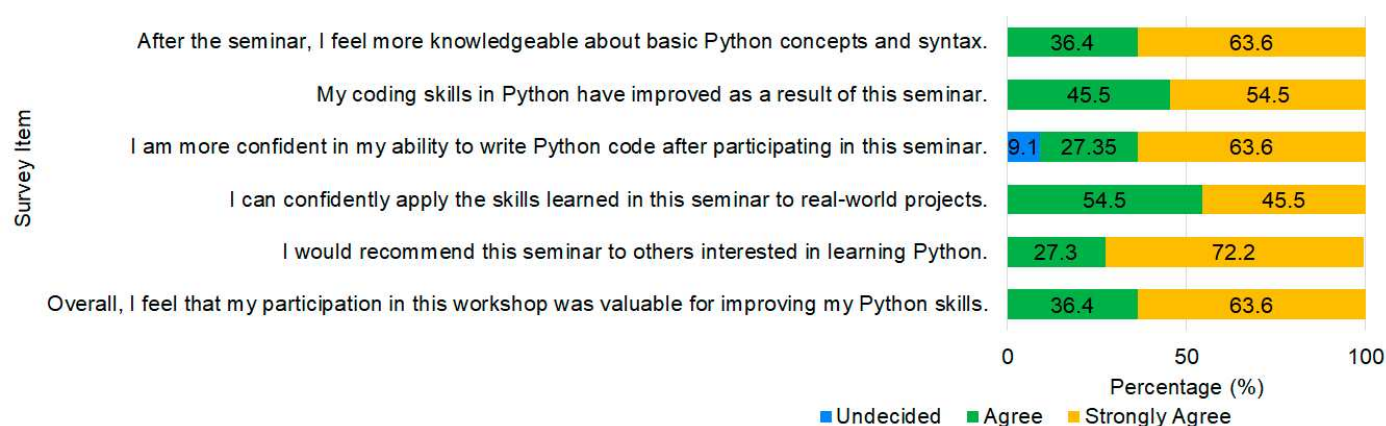 After the seminar, I feel more knowledgeable about basic Python concepts and syntax. 36.4 63.6
My coding skills in Python have improved as a result of this seminar. 45.5 54.5
I am more confident in my ability to write Python code after participating in this seminar. 9.1 27.35 63.6
I can confidently apply the skills learned in this seminar to real-world projects. 54.5 45.5
I would recommend this seminar to others interested in learning Python. 27.3 72.2
Overall, I feel that my participation in this workshop was valuable for improving my Python skills. 36.4 63.6
Survey Item
0 50 100
Percentage (%)
Undecided Agree Strongly Agree